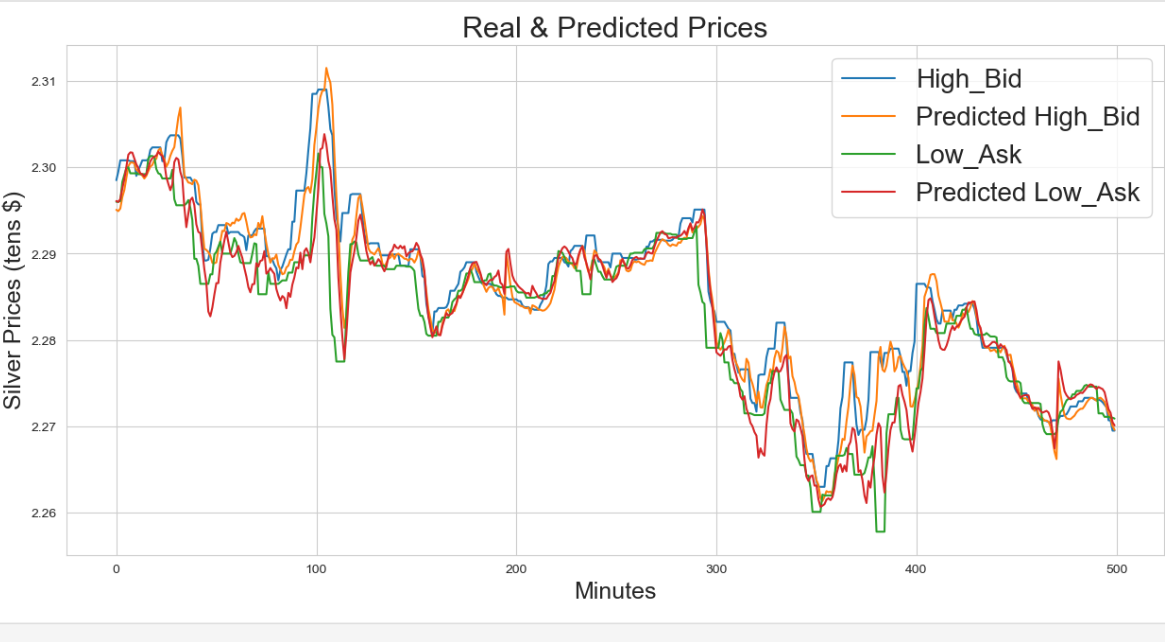 Real & Predicted Prices
High_Bid
Predicted High_Bid
Low_Ask
Predicted Low_Ask
Silver Prices (tens $)
2.31
2.30
2.29
2.28
2.27
2.26
0 100 200 300 400 500
Minutes